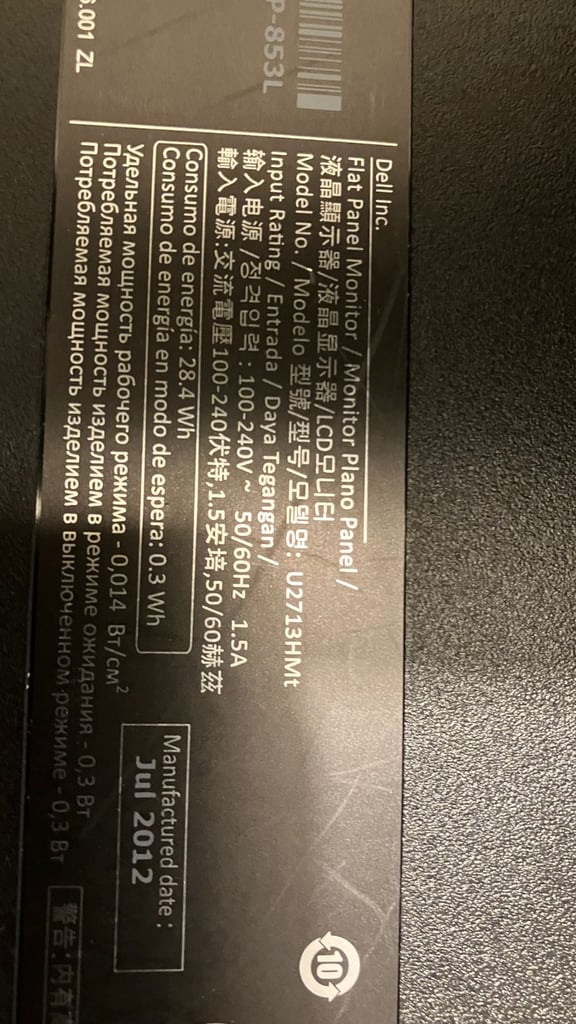 P-853L
6.001 ZL
Dell Inc.
Flat Panel Monitor / Monitor Plano Panel /
液晶顯示器/液晶显示器/LCD모니터
Model No. / Modelo 型號/型号/모델명: U2713HMt
Input Rating / Entrada / Daya Tegangan /
输入电源 /정격입력 : 100-240V ~ 50/60Hz 1.5A
輸入電源:交流電壓100-240伏特,1.5安培,50/60赫茲
Consumo de energía: 28.4 Wh
Consumo de energía en modo de espera: 0.3 Wh
Удельная мощность рабочего режима - 0,014 Вт/см²
Потребляемая мощность изделием в режиме ожидания - 0,3 Вт
Потребляемая мощность изделием в выключенном режиме - 0,3 Вт
Manufactured date :
Jul 2012
10
警告:内有